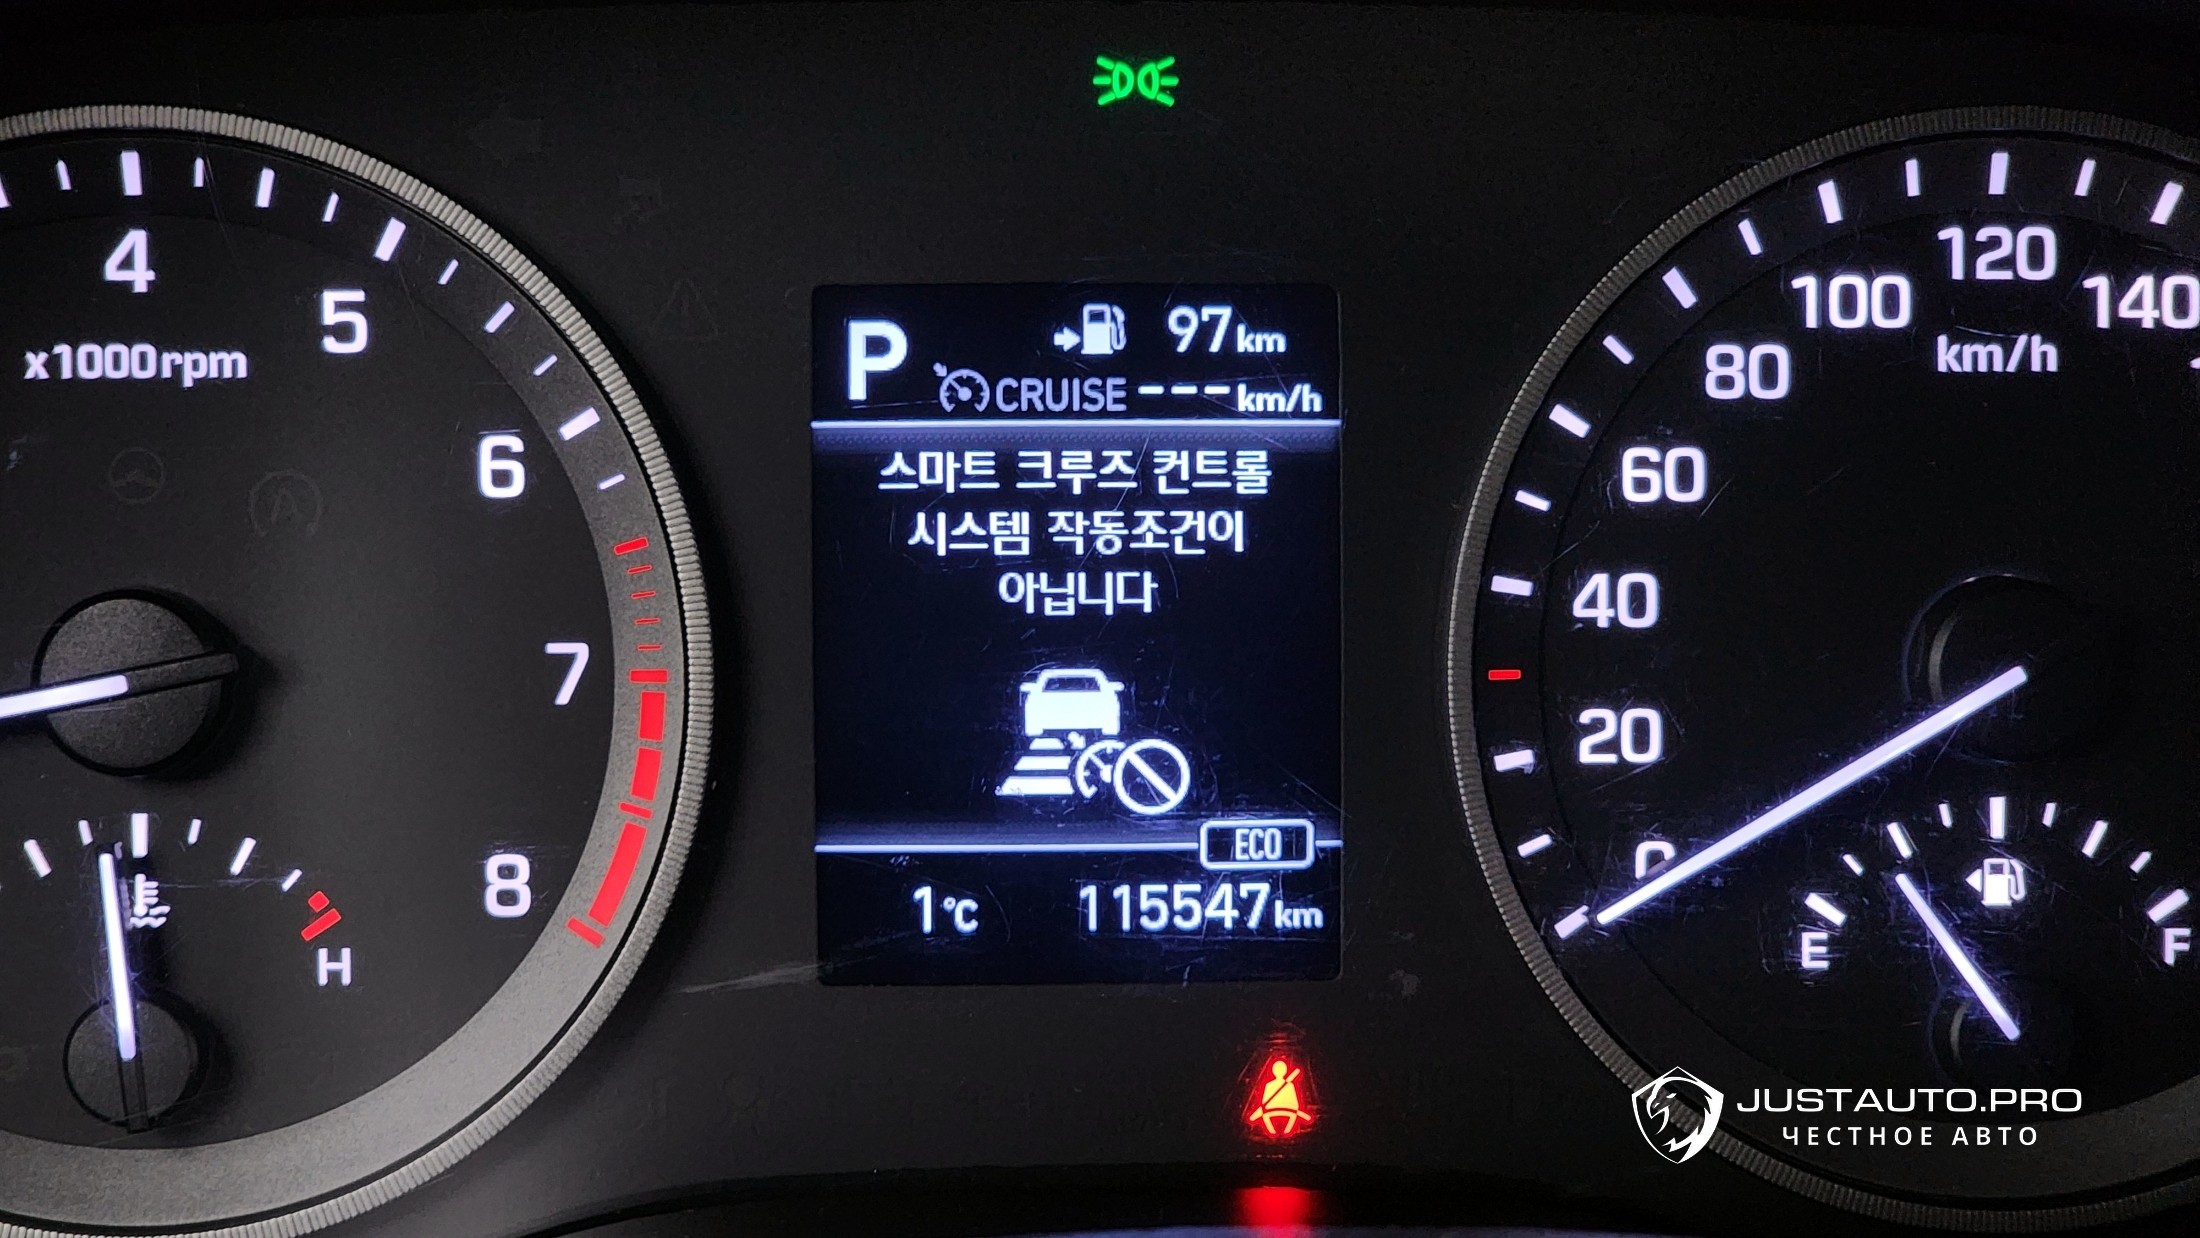 4
5
6
7
8
x1000rpm
H
P
97km
CRUISE ---km/h
스마트 크루즈 컨트롤
시스템 작동조건이
아닙니다
ECO
1°C
115547km
0
20
40
60
80
100
120
140
km/h
E
F
JUSTAUTO.PRO
ЧЕСТНОЕ АВТО